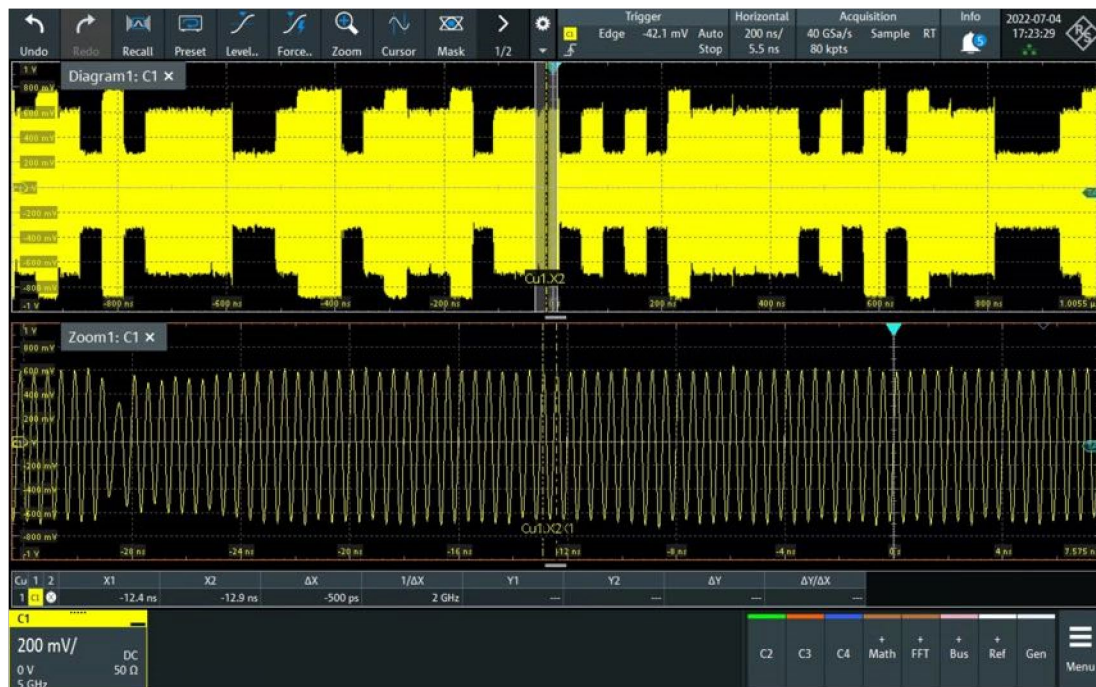 Undo Redo Recall Preset Level.. Force.. Zoom Cursor Mask 1/2
Trigger Horizontal Acquisition Info 2022-07-04
C1 Edge -42.1 mV Auto 200 ns/ 40 GSa/s Sample RT 5 17:23:29
Stop 5.5 ns 80 kpts
R&S
Diagram1: C1 ×
1 V
800 mV
600 mV
400 mV
200 mV
0 V
-200 mV
-400 mV
-600 mV
-800 mV
-1 V
Cu1.X2
-800 ns -600 ns -400 ns -200 ns 0 s 200 ns 400 ns 600 ns 800 ns 1.0055 µs
Zoom1: C1 ×
1 V
800 mV
600 mV
400 mV
200 mV
-200 mV
-400 mV
-600 mV
-800 mV
-1 V
Cu1.X2
-28 ns -24 ns -20 ns -16 ns -12 ns -8 ns -4 ns 0 s 4 ns 7.575 ns
Cu 1 2 X1 X2 ΔX 1/ΔX Y1 Y2 ΔY ΔY/ΔX
1 C1 X -12.4 ns -12.9 ns -500 ps 2 GHz --- --- --- ---
C1
200 mV/
DC
0 V 50 Ω
5 GHz
C2 C3 C4 + Math + FFT + Bus + Ref Gen Menu